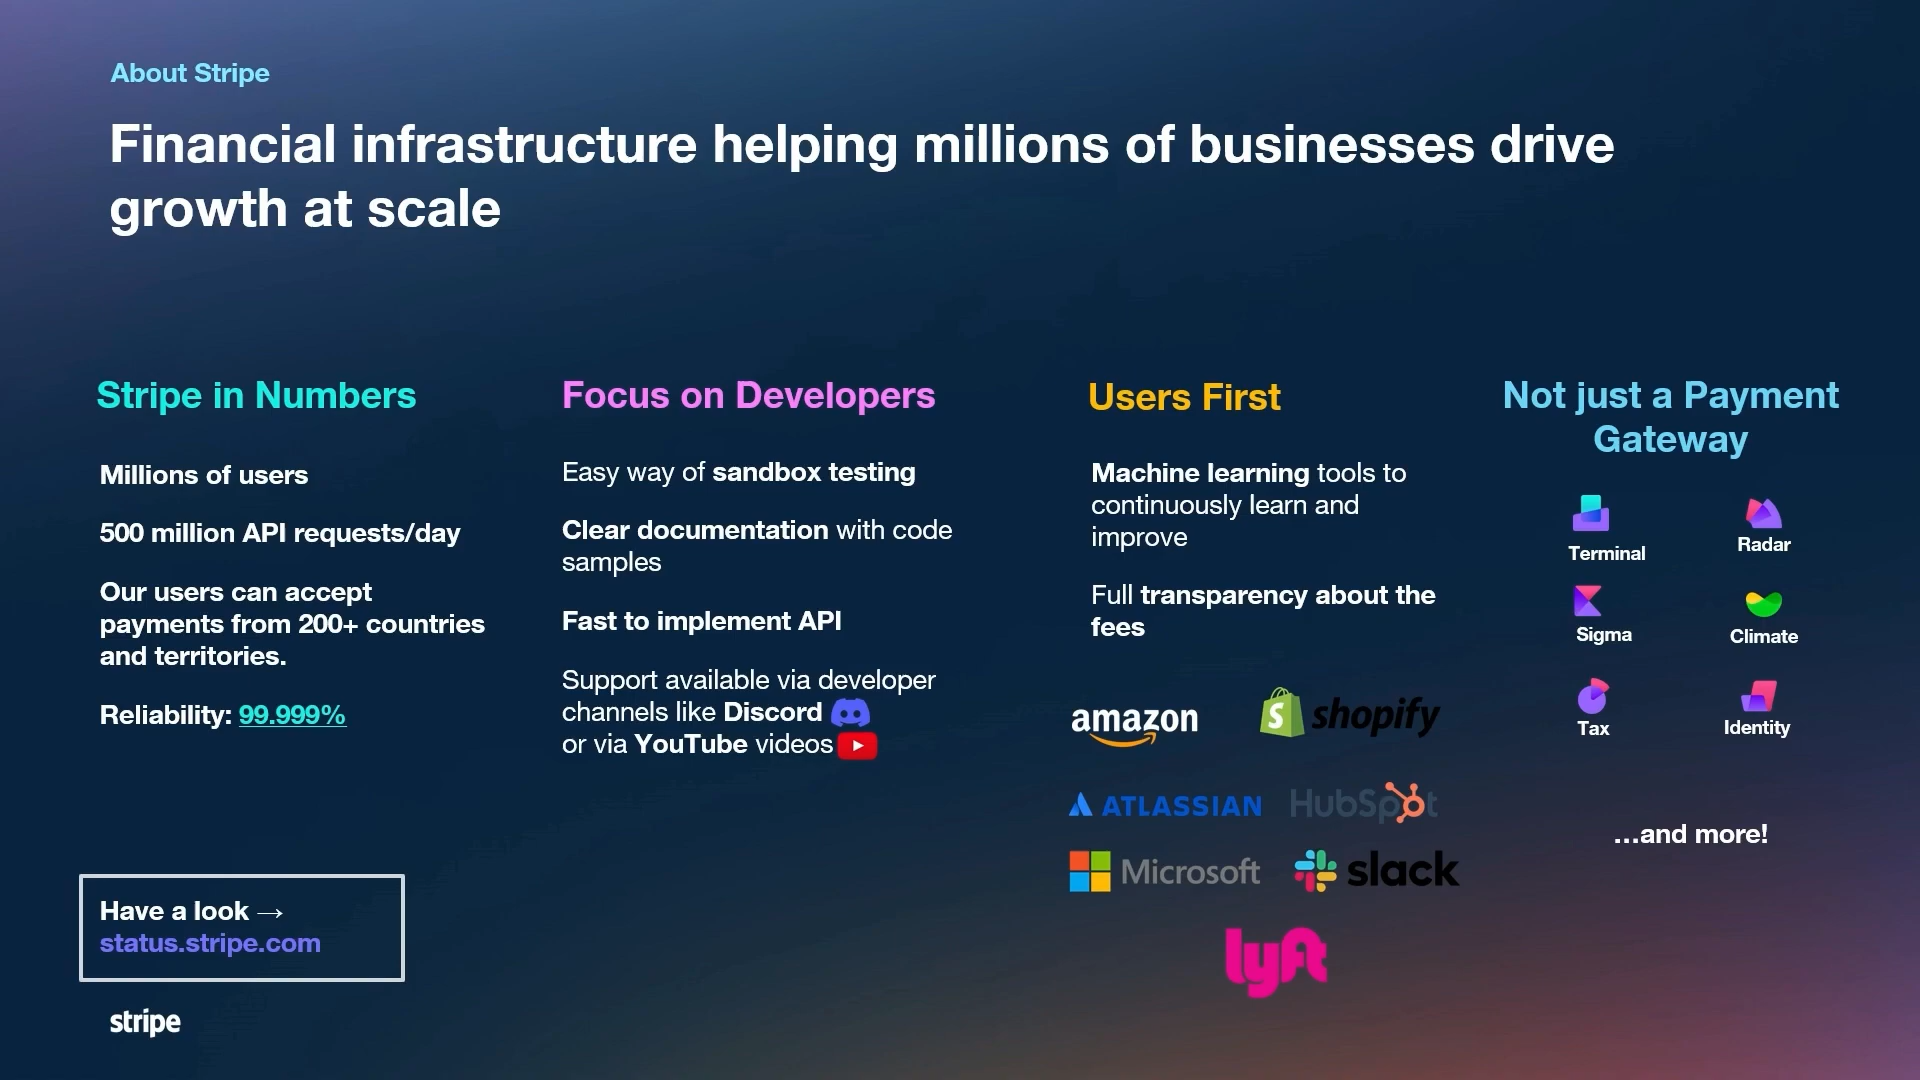 About Stripe
Financial infrastructure helping millions of businesses drive
growth at scale
Stripe in Numbers
Millions of users
500 million API requests/day
Our users can accept
payments from 200+ countries
and territories.
Reliability: 99.999%
Have a look →
status.stripe.com
stripe
Focus on Developers
Easy way of sandbox testing
Clear documentation with code
samples
Fast to implement API
Support available via developer
channels like Discord
or via YouTube videos
Users First
Machine learning tools to
continuously learn and
improve
Full transparency about the
fees
amazon
shopify
ATLASSIAN
HubSpot
Microsoft
slack
lyft
Not just a Payment
Gateway
Terminal
Radar
Sigma
Climate
Tax
Identity
...and more!